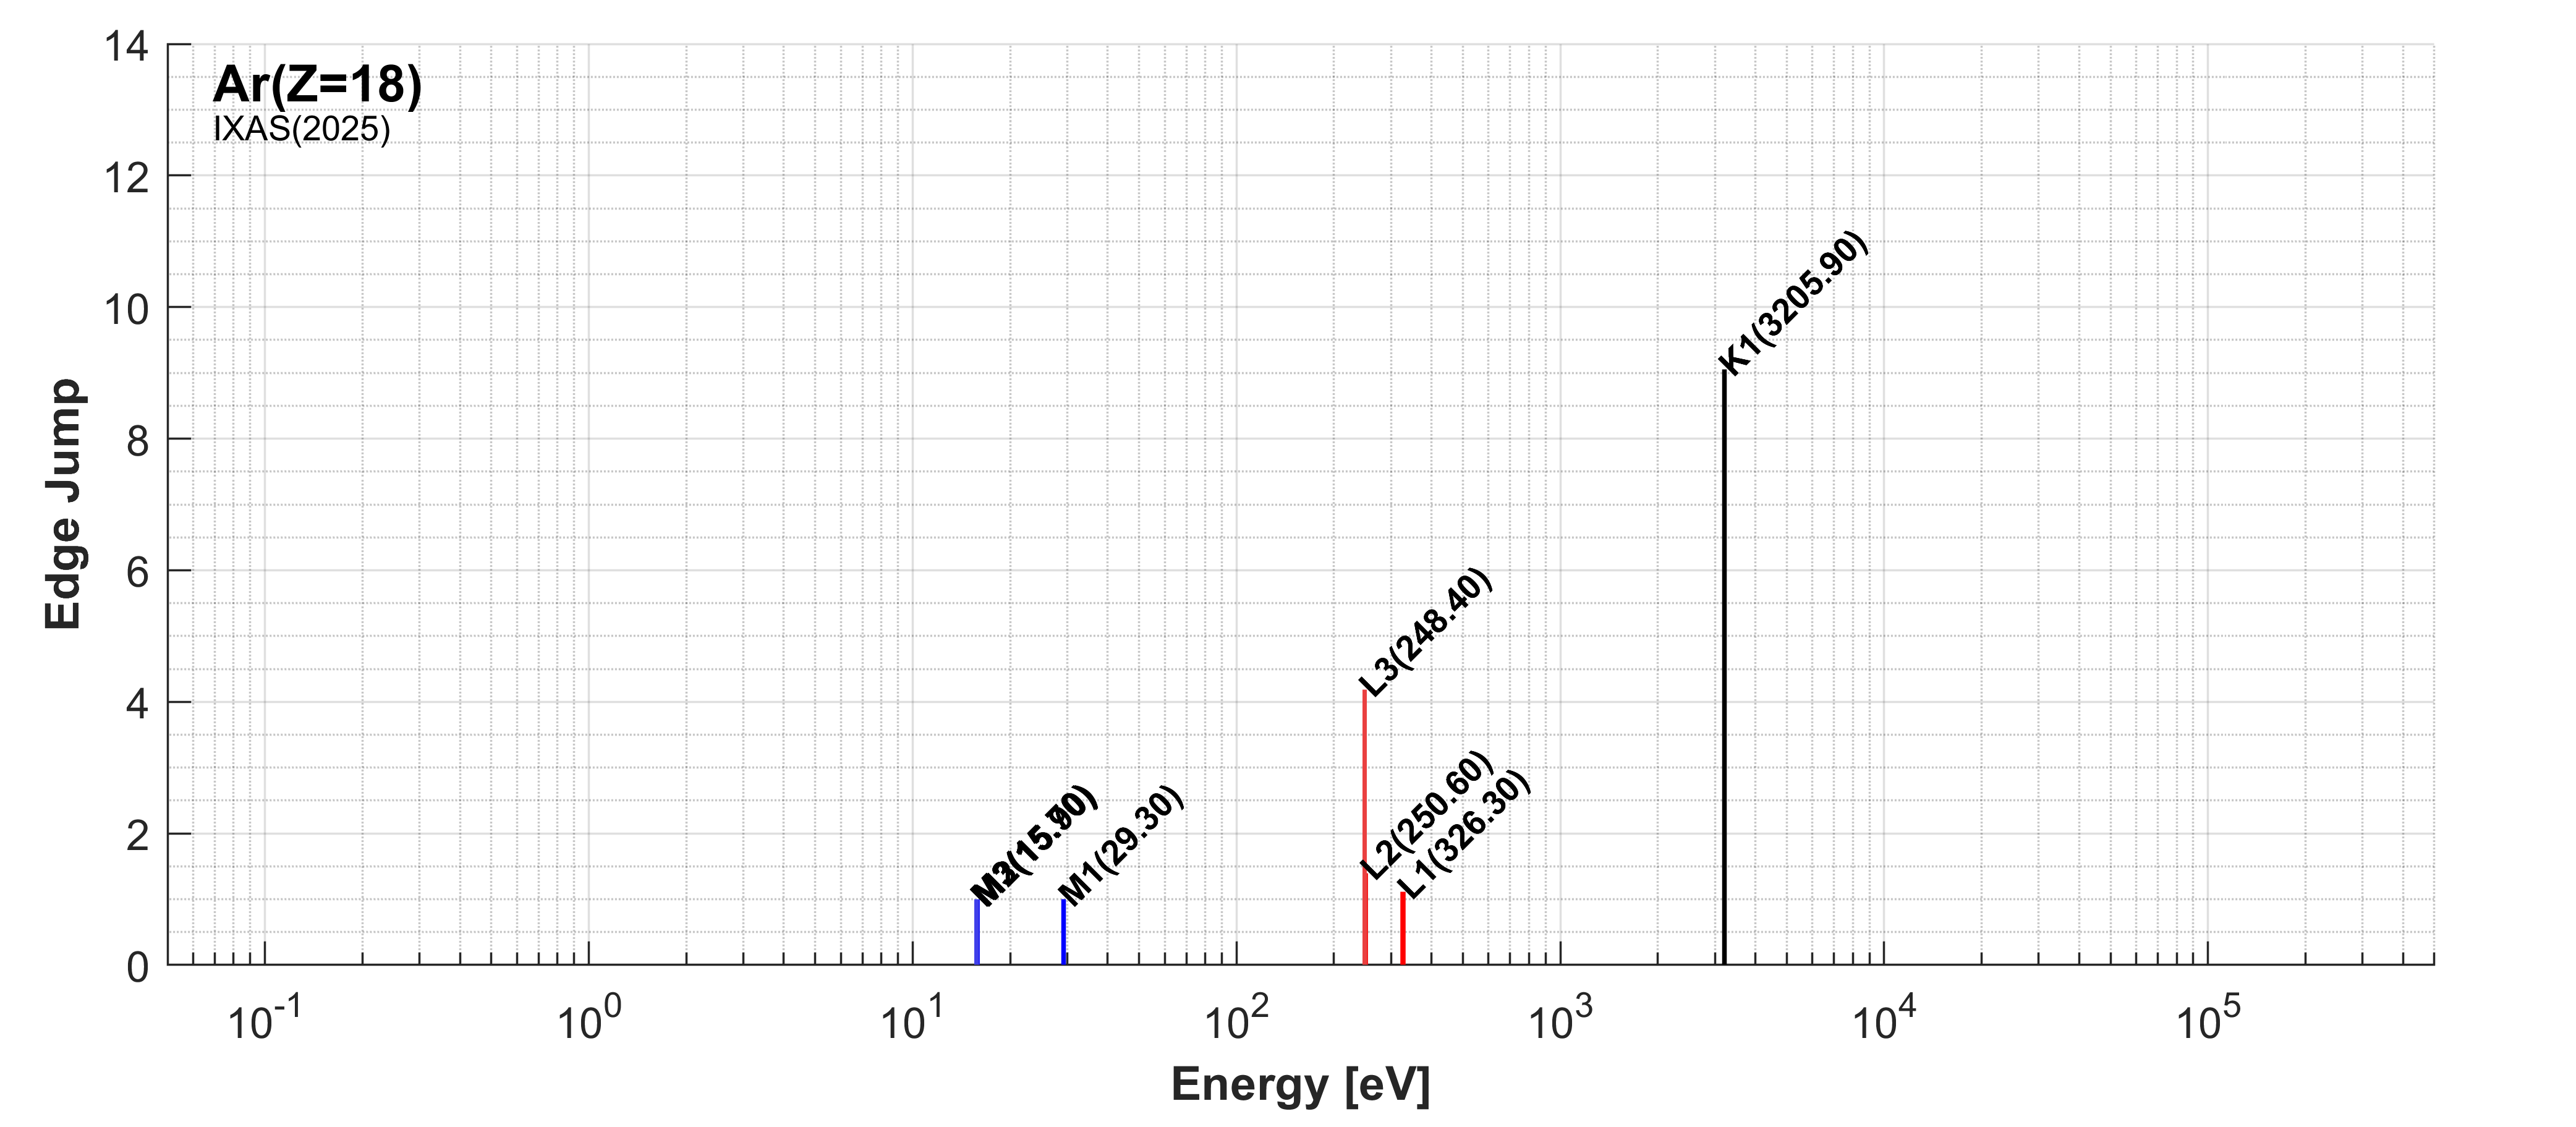 Ar(Z=18)
IXAS(2025)
14
12
10
8
6
4
2
0
Edge Jump
K1(3205.90)
L3(248.40)
L2(250.60)
L1(326.30)
M1(29.30)
10-1
100
101
102
103
104
105
Energy [eV]